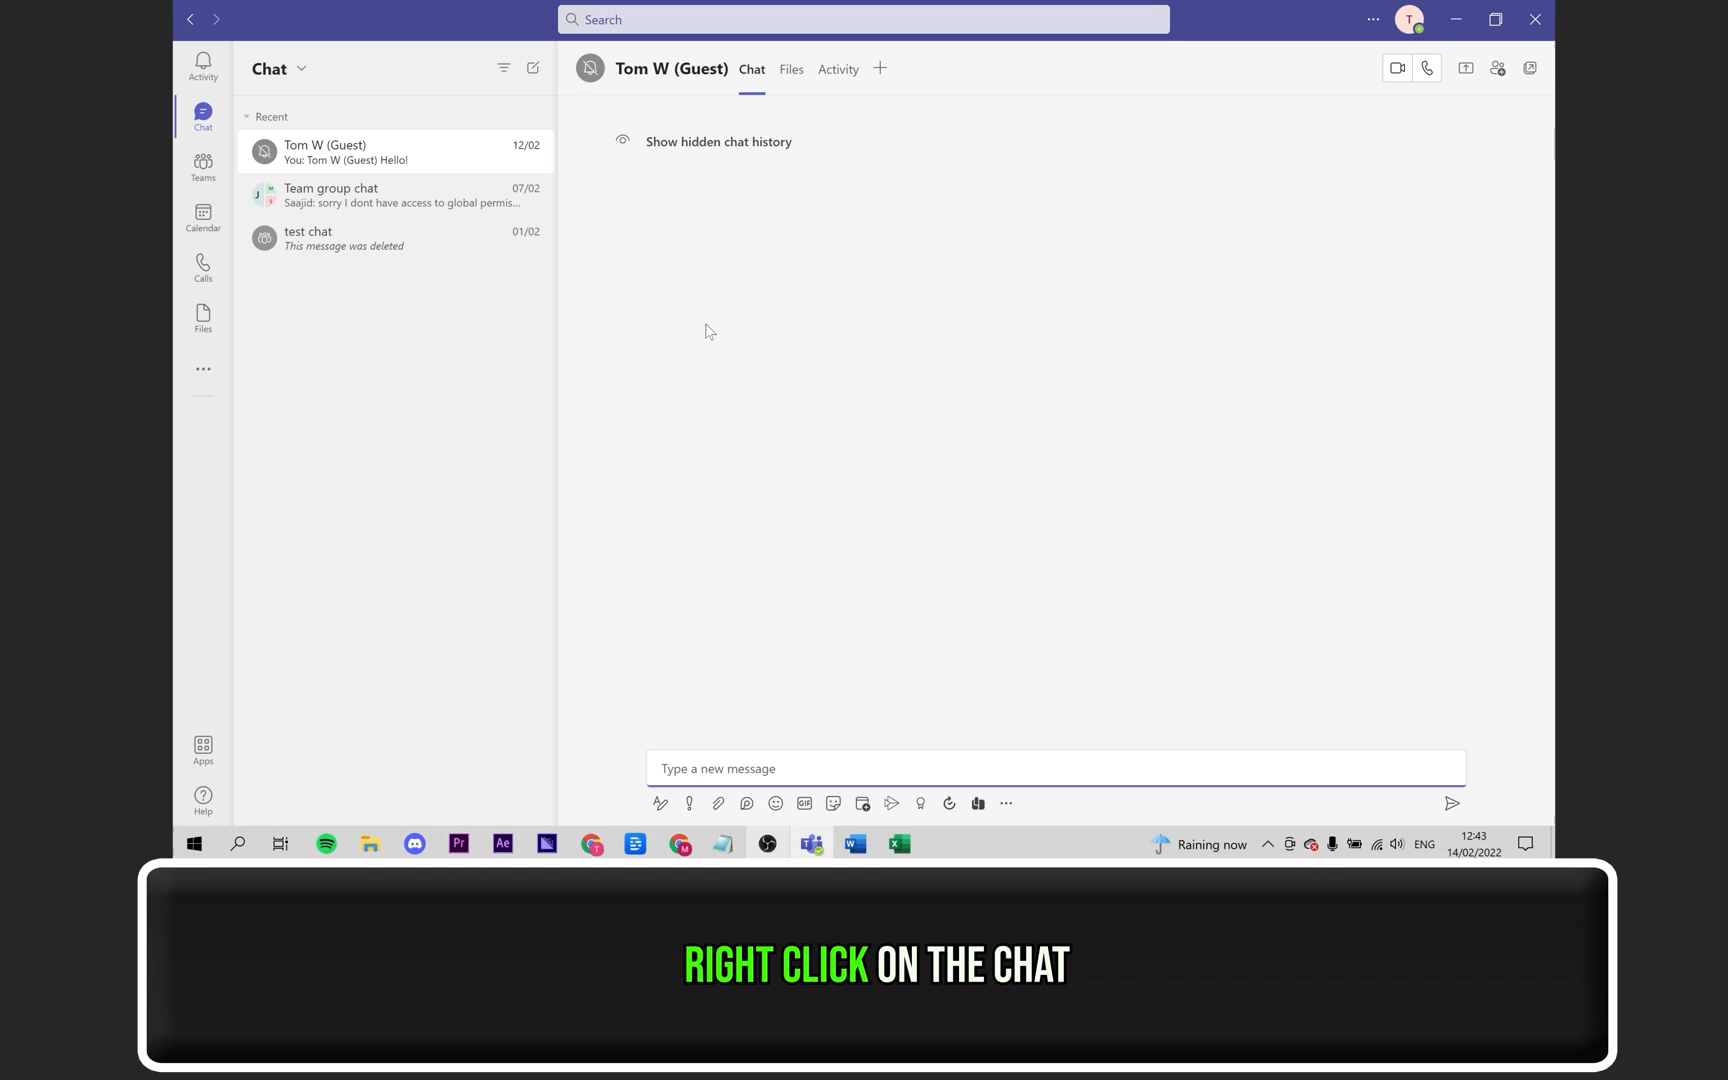 Search
T
Activity
Chat
Teams
Calendar
Calls
Files
Apps
Help
Chat
Recent
Tom W (Guest) 12/02
You: Tom W (Guest) Hello!
Team group chat 07/02
Saajid: sorry I dont have access to global permis...
test chat 01/02
This message was deleted
Tom W (Guest) Chat Files Activity
Show hidden chat history
Type a new message
GIF
Pr Ae
Raining now ENG 12:43
14/02/2022
RIGHT CLICK ON THE CHAT